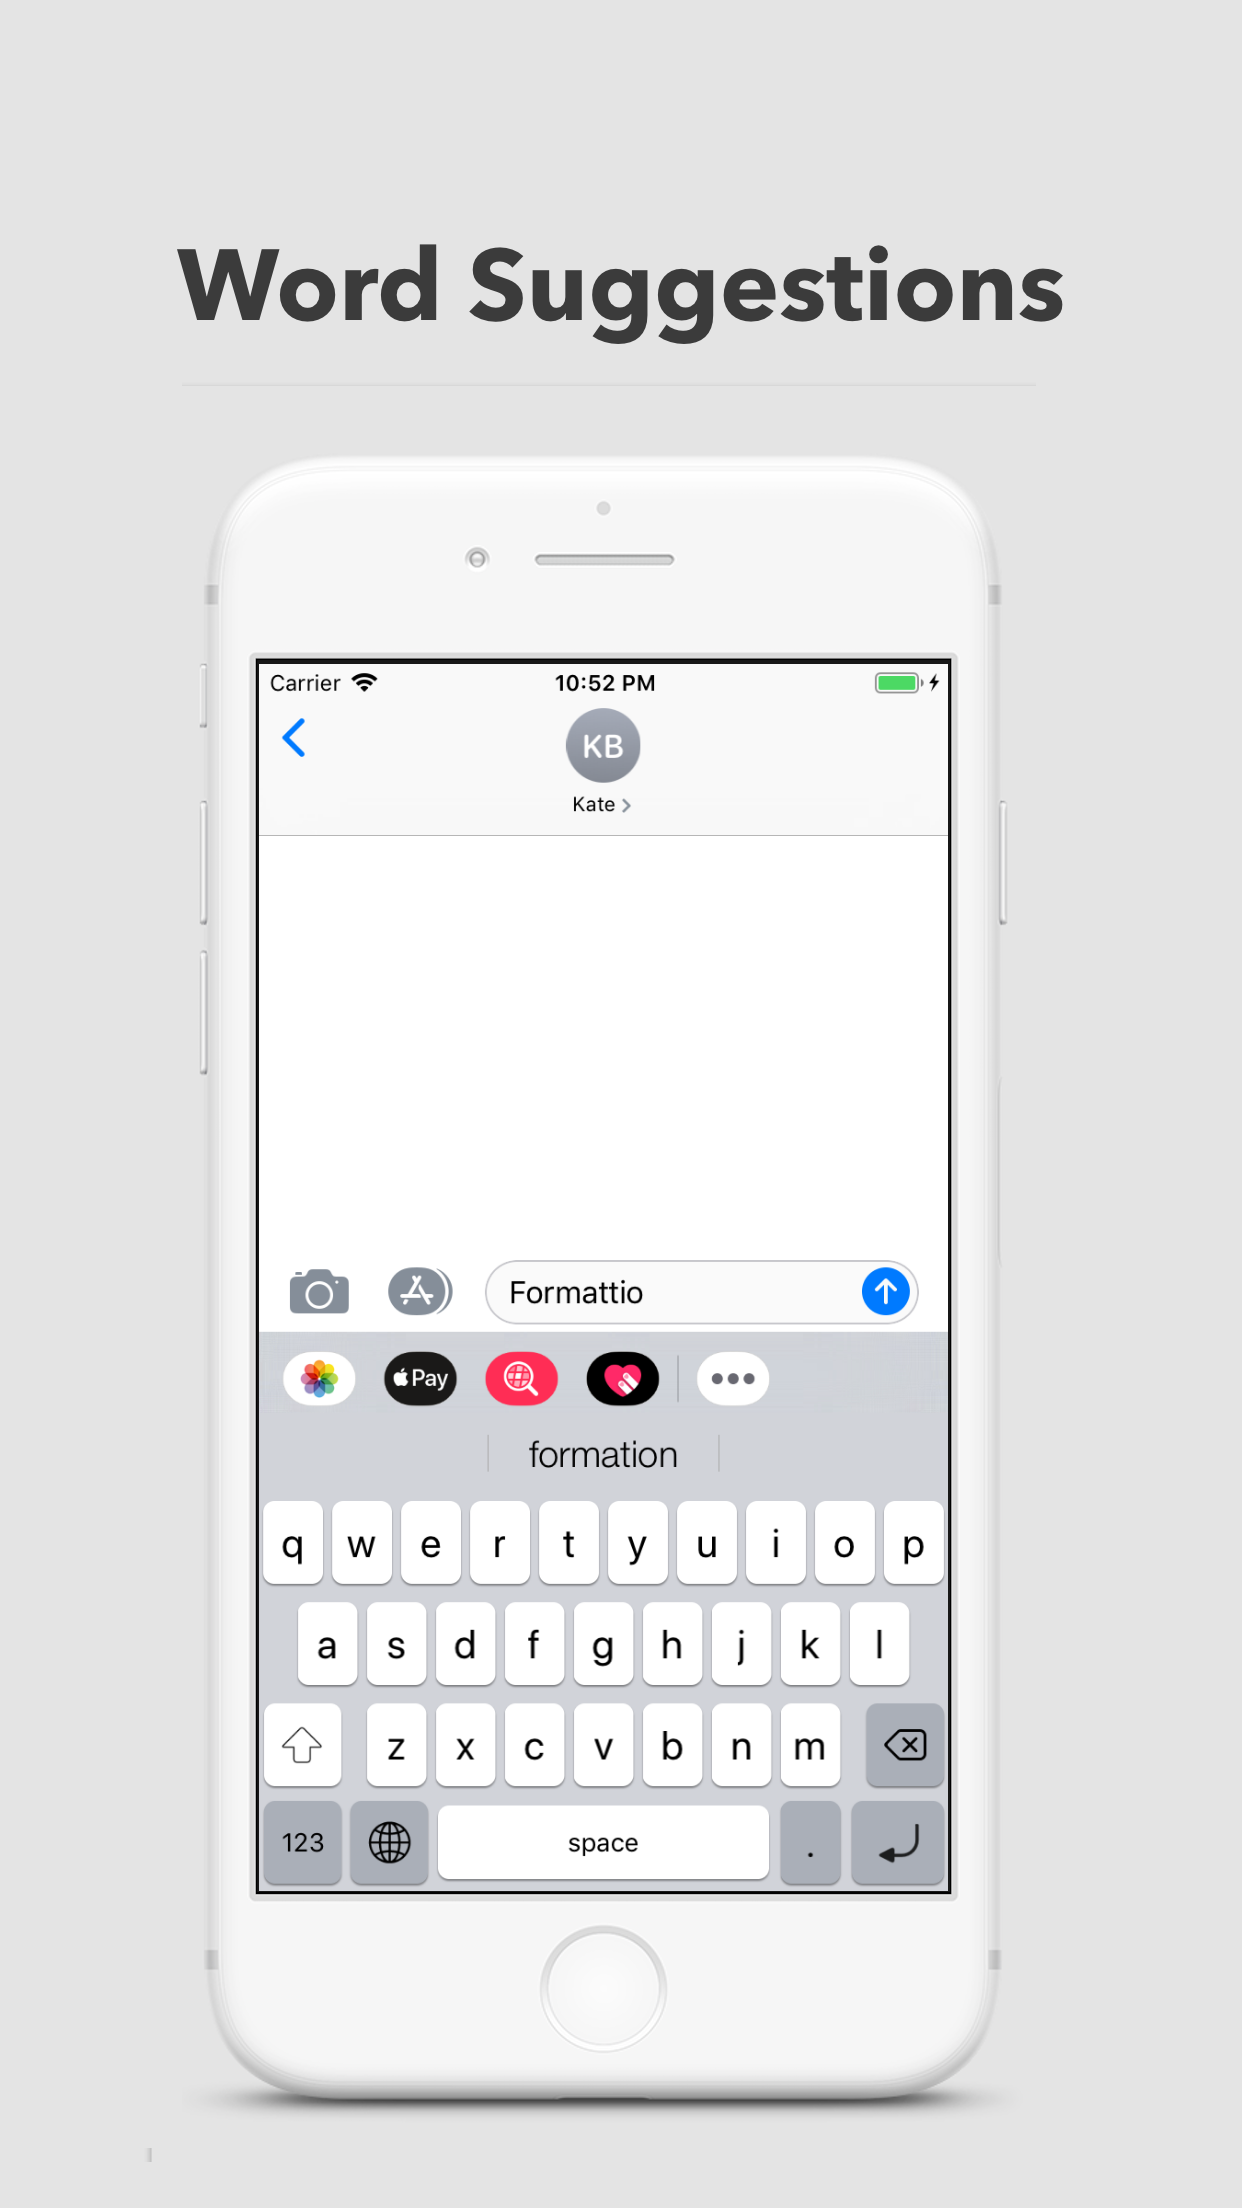 Word Suggestions
Carrier 10:52 PM
KB
Kate
Formattio
Pay
formation
q w e r t y u i o p
a s d f g h j k l
z x c v b n m
123 space .